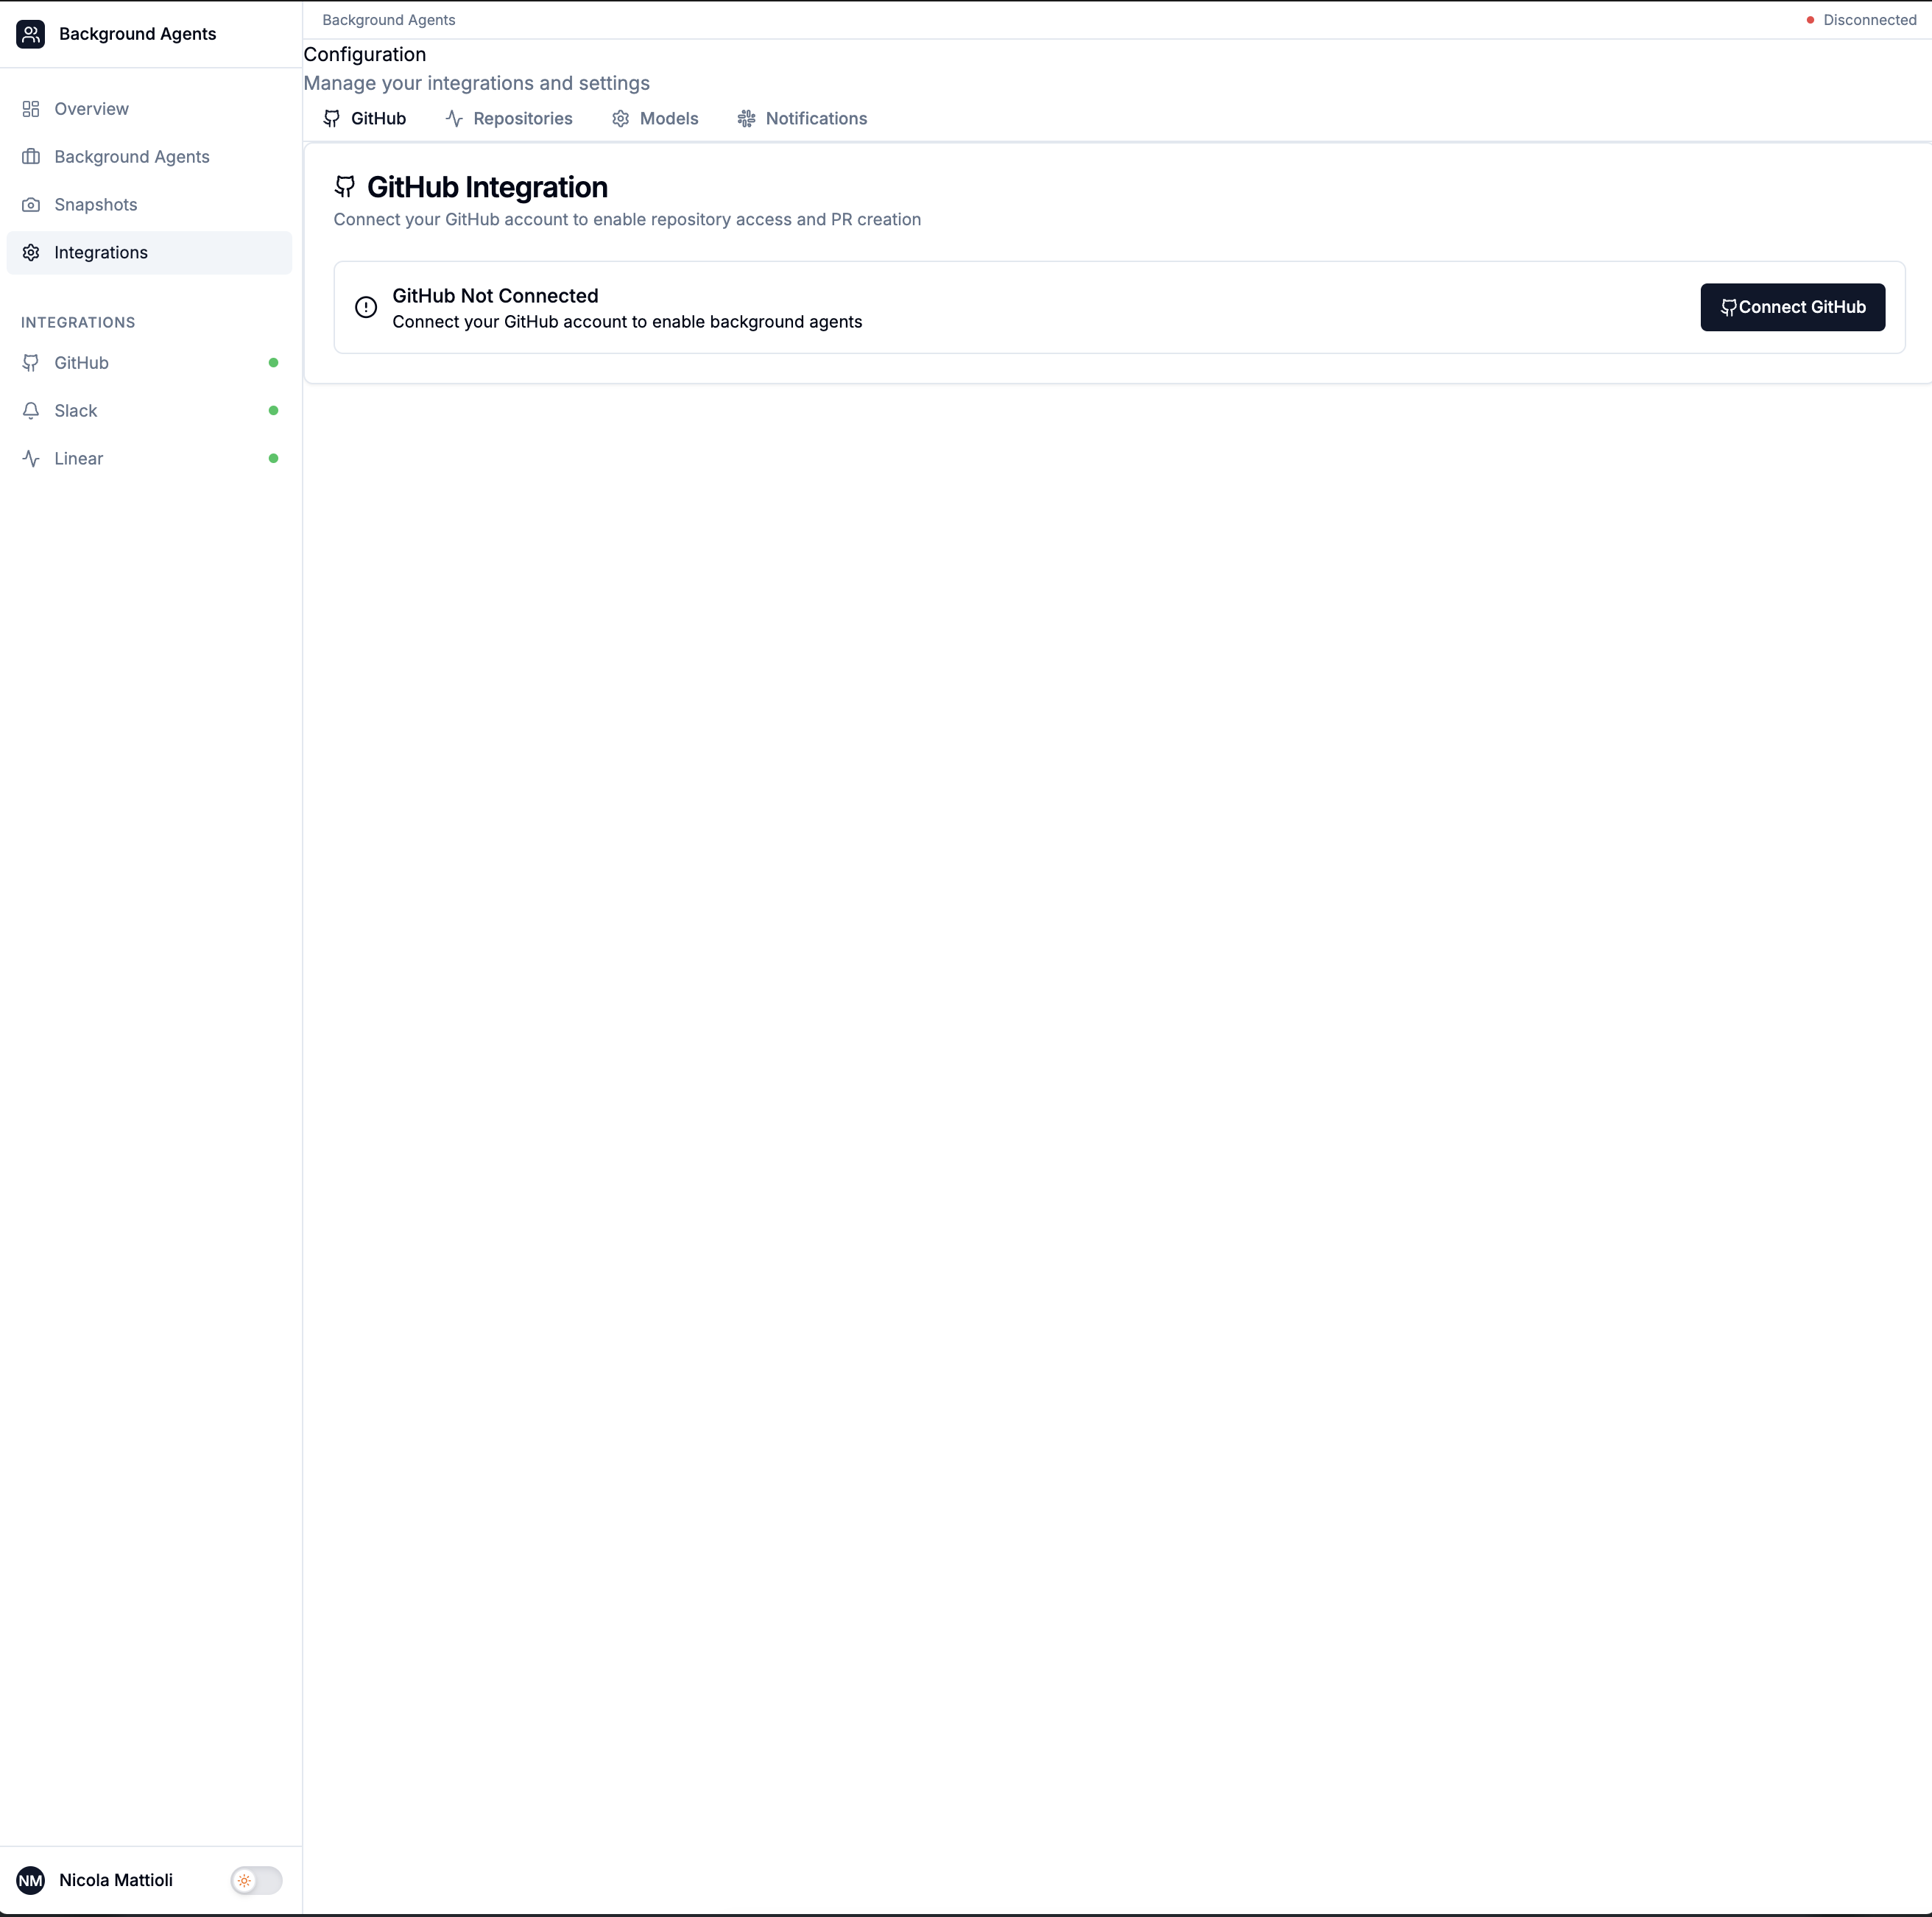 Background Agents
Overview
Background Agents
Snapshots
Integrations
INTEGRATIONS
GitHub
Slack
Linear
NM Nicola Mattioli
Background Agents
Disconnected
Configuration
Manage your integrations and settings
GitHub Repositories Models Notifications
GitHub Integration
Connect your GitHub account to enable repository access and PR creation
GitHub Not Connected
Connect your GitHub account to enable background agents
Connect GitHub